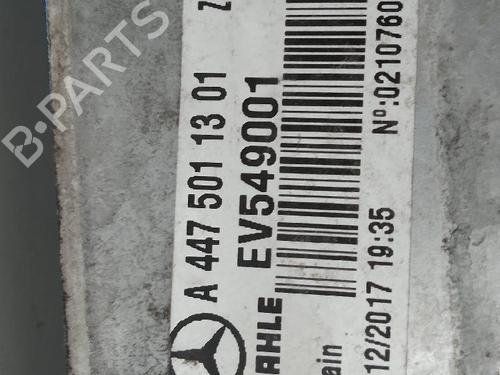 A 447 501 13 01 Z
EV549001
AHLE
Nº:0210760
ain
12/2017 19:35
B-PARTS